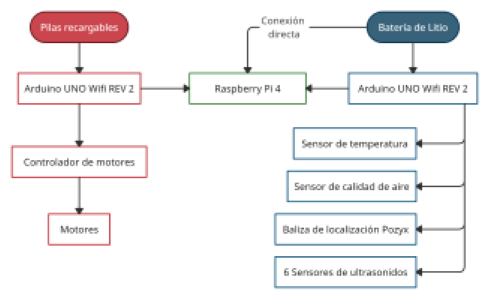 Pilas recargables
Conexión
directa
Batería de Litio
Arduino UNO Wifi REV 2
Raspberry Pi 4
Arduino UNO Wifi REV 2
Controlador de motores
Motores
Sensor de temperatura
Sensor de calidad de aire
Baliza de localización Pozyx
6 Sensores de ultrasonidos